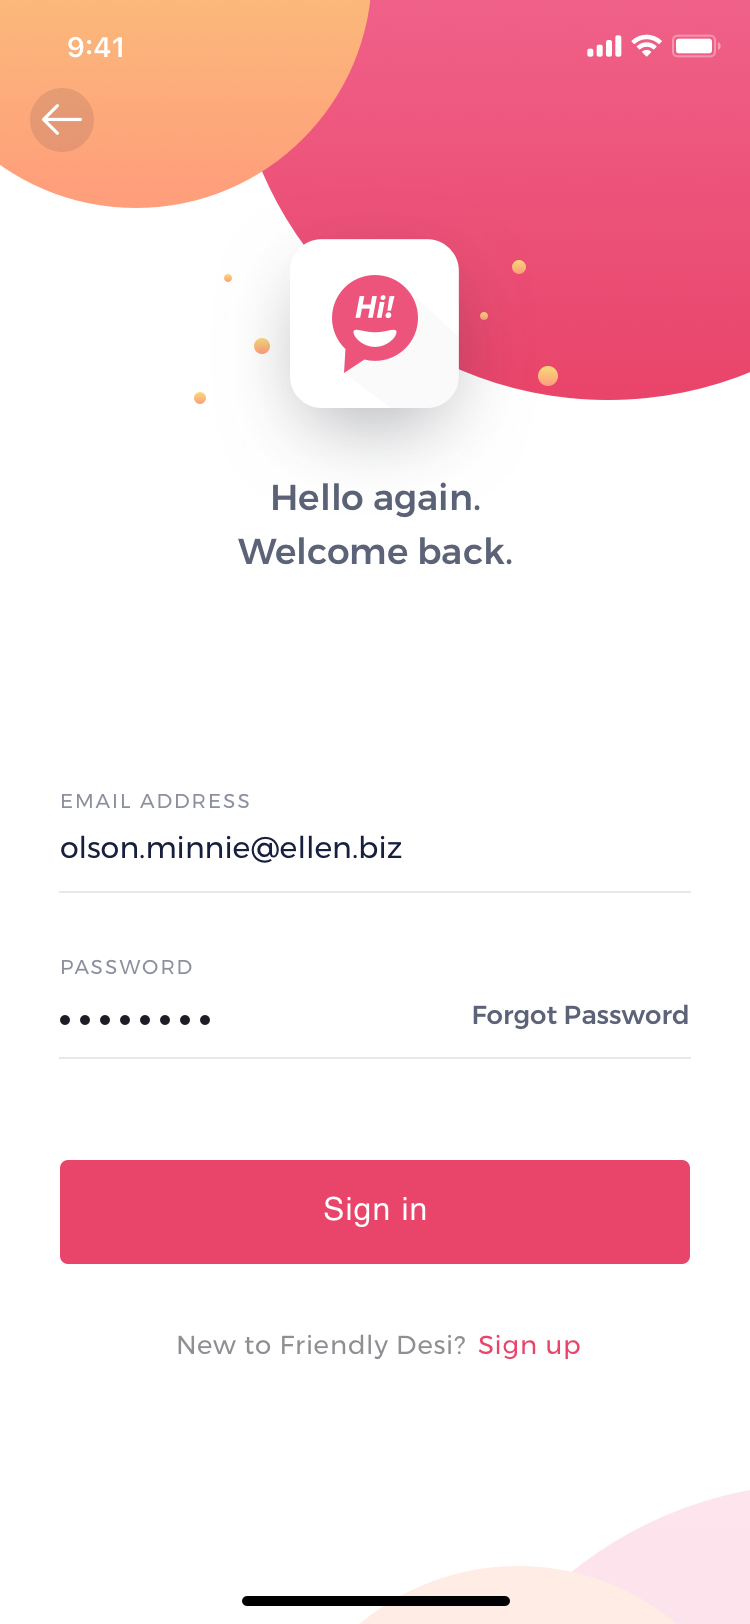 9:41
Hi!
Hello again.
Welcome back.
EMAIL ADDRESS
olson.minnie@ellen.biz
PASSWORD
••••••••
Forgot Password
Sign in
New to Friendly Desi? Sign up